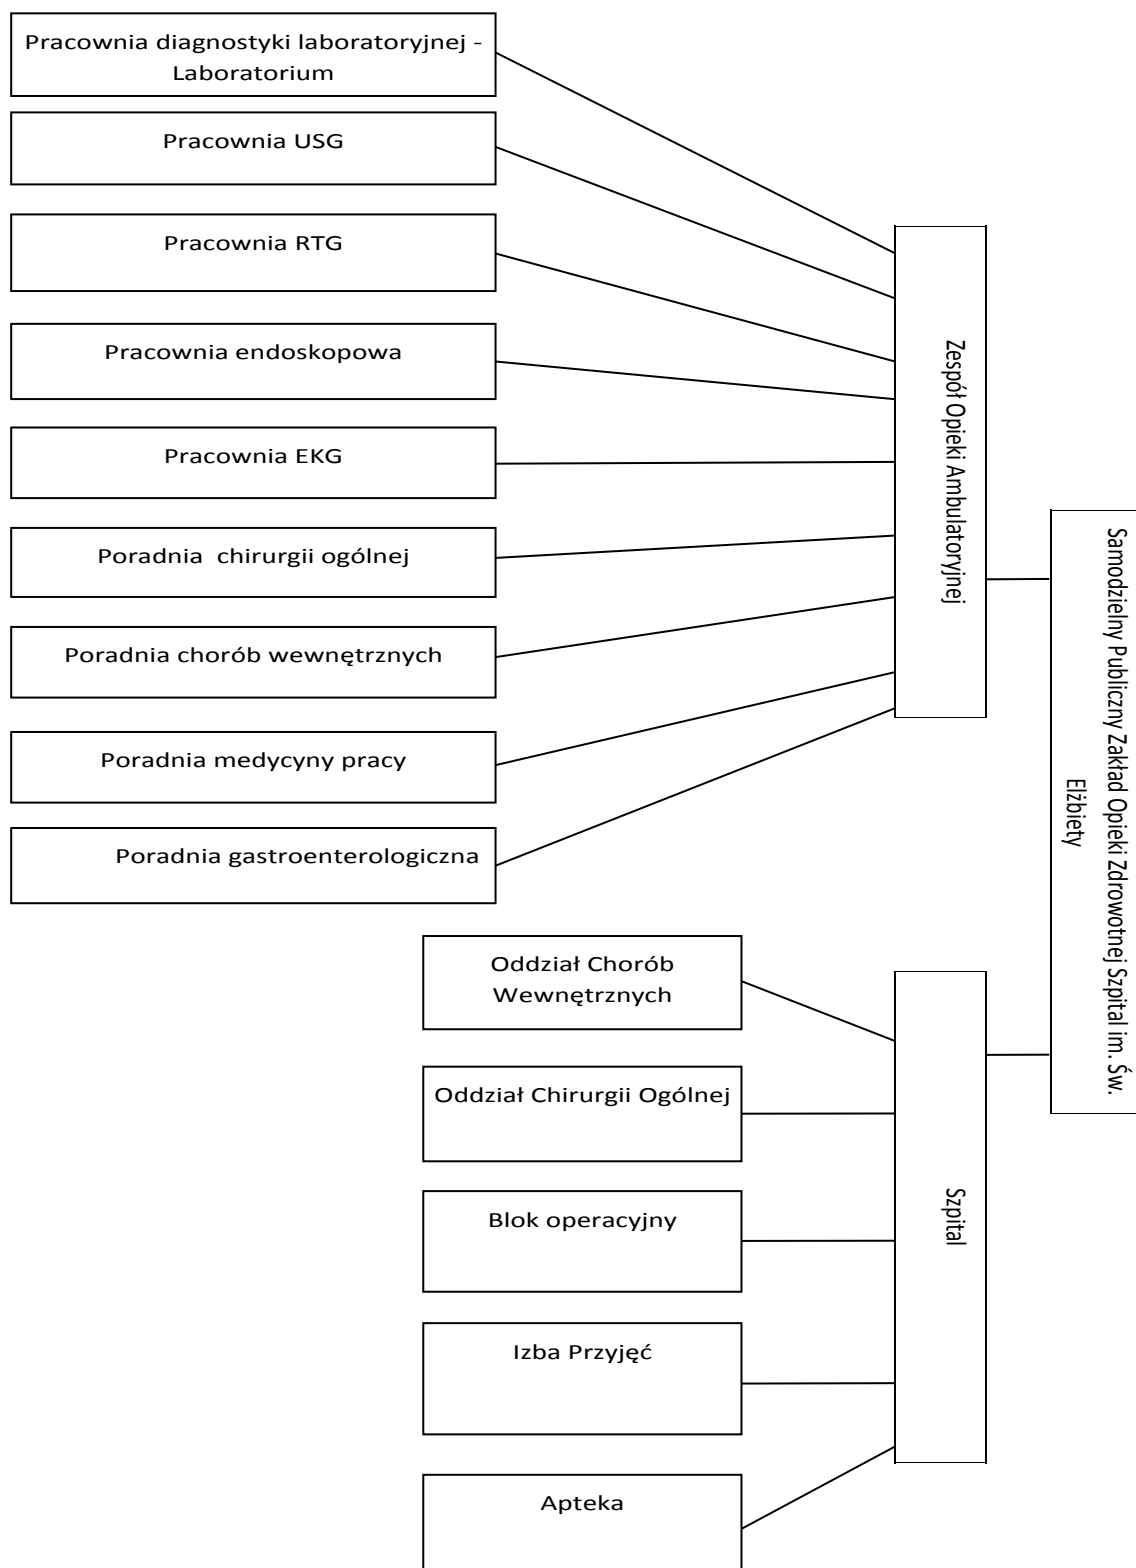 Pracownia diagnostyki laboratoryjnej -
Laboratorium
Pracownia USG
Pracownia RTG
Pracownia endoskopowa
Pracownia EKG
Poradnia  chirurgii ogólnej
Poradnia chorób wewnętrznych
Poradnia medycyny pracy
Poradnia gastroenterologiczna
Zespół Opieki Ambulatoryjnej
Samodzielny Publiczny Zakład Opieki Zdrowotnej Szpital im. Św.
Elżbiety
Oddział Chorób
Wewnętrznych
Oddział Chirurgii Ogólnej
Blok operacyjny
Izba Przyjęć
Apteka
Szpital